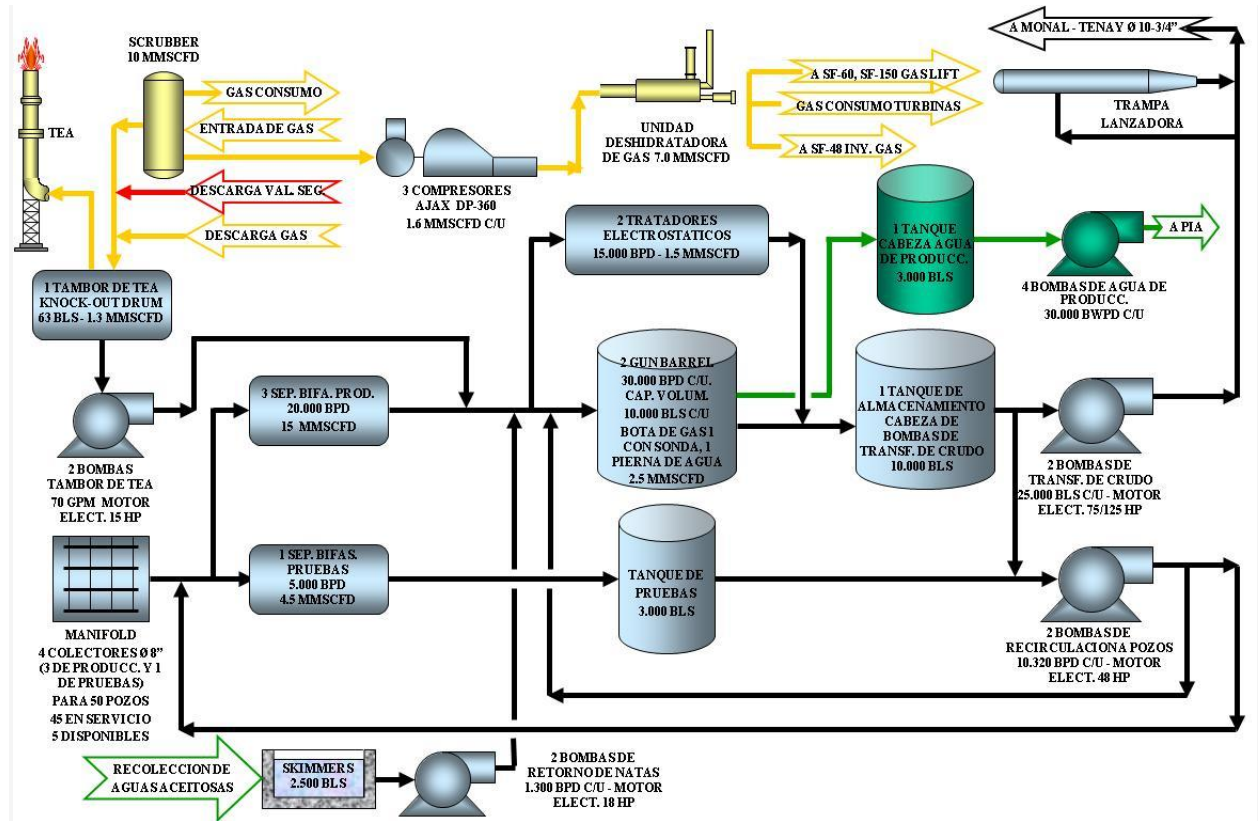 SCRUBBER
10 MMSCFD
TEA
GAS CONSUMO
ENTRADA DE GAS
DESCARGA VAL. SEG.
DESCARGA GAS
3 COMPRESORES
AJAX DP-360
1.6 MMSCFD C/U
UNIDAD
DESHIDRATADORA
DE GAS 7.0 MMSCFD
A SF-60, SF-150 GAS LIFT
GAS CONSUMO TURBINAS
A SF-48 INY. GAS
A MONAL - TENAY Ø 10-3/4”
TRAMPA
LANZADORA
1 TAMBOR DE TEA
KNOCK-OUT DRUM
63 BLS - 1.3 MMSCFD
2 TRATADORES
ELECTROSTATICOS
15.000 BPD - 1.5 MMSCFD
1 TANQUE
CABEZA AGUA
DE PRODUCC.
3.000 BLS
A PIA
4 BOMBAS DE AGUA DE
PRODUCC.
30.000 BWPD C/U
2 BOMBAS
TAMBOR DE TEA
70 GPM MOTOR
ELECT. 15 HP
3 SEP. BIFA. PROD.
20.000 BPD
15 MMSCFD
2 GUN BARREL
30.000 BPD C/U.
CAP. VOLUM.
10.000 BLS C/U
BOTA DE GAS 1
CON SONDA, 1
PIERNA DE AGUA
2.5 MMSCFD
1 TANQUE DE
ALMACENAMIENTO
CABEZA DE
BOMBAS DE
TRANSF. DE CRUDO
10.000 BLS
2 BOMBAS DE
TRANSF. DE CRUDO
25.000 BLS C/U - MOTOR
ELECT. 75/125 HP
MANIFOLD
4 COLECTORES Ø 8”
(3 DE PRODUCC. Y 1
DE PRUEBAS)
PARA 50 POZOS
45 EN SERVICIO
5 DISPONIBLES
1 SEP. BIFAS.
PRUEBAS
5.000 BPD
4.5 MMSCFD
TANQUE DE
PRUEBAS
3.000 BLS
2 BOMBAS DE
RECIRCULACION A POZOS
10.320 BPD C/U - MOTOR
ELECT. 48 HP
RECOLECCION DE
AGUAS ACEITOSAS
SKIMMERS
2.500 BLS
2 BOMBAS DE
RETORNO DE NATAS
1.300 BPD C/U - MOTOR
ELECT. 18 HP